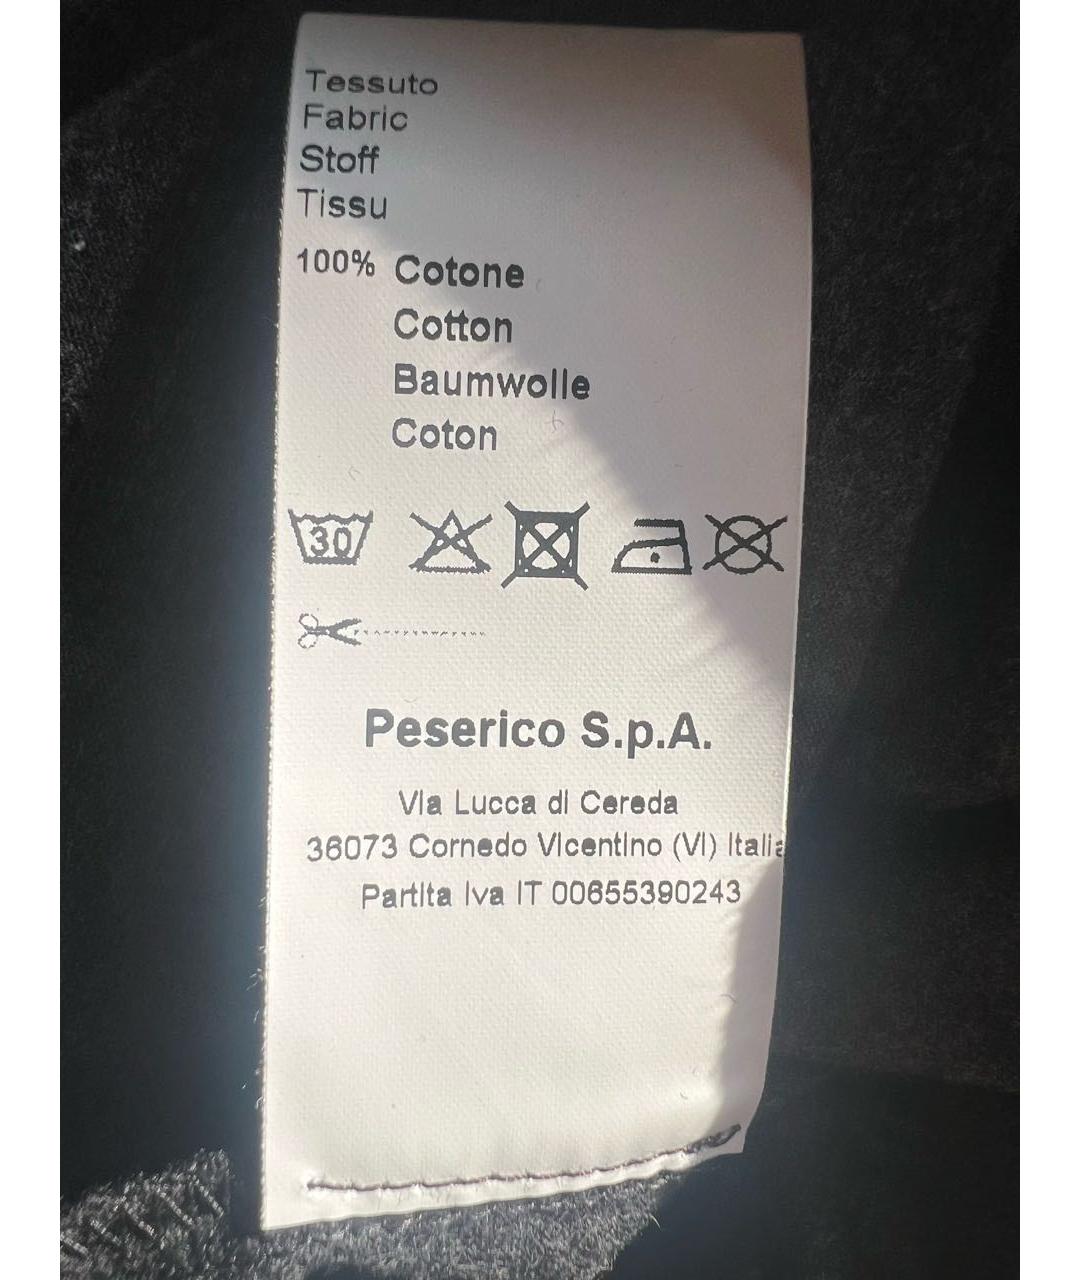 Tessuto
Fabric
Stoff
Tissu
100% Cotone
Cotton
Baumwolle
Coton
30
Peserico S.p.A.
Via Lucca di Cereda
36073 Cornedo Vicentino (VI) Italia
Partita Iva IT 00655390243